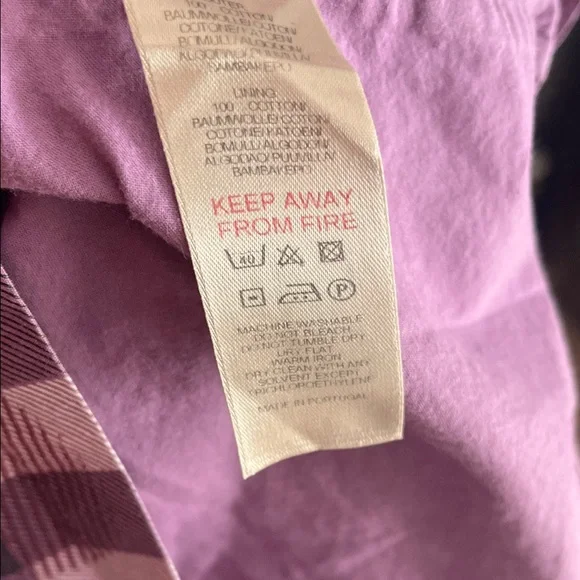 OUTER
100 COTTON/
BAUMWOLLE/COTON/
COTONE/KATOEN/
BOMULL/ALGODON/
ALGODAO/PUUVILLA/
BAMBAKEPO
LINING
100 COTTON/
BAUMWOLLE/COTON/
COTONE/KATOEN/
BOMULL/ALGODON/
ALGODAO/PUUVILLA/
BAMBAKEPO
KEEP AWAY
FROM FIRE
40
P
MACHINE WASHABLE
DO NOT BLEACH
DO NOT TUMBLE DRY
DRY FLAT
WARM IRON
DRY CLEAN WITH ANY
SOLVENT EXCEPT
TRICHLOROETHYLENE
MADE IN PORTUGAL